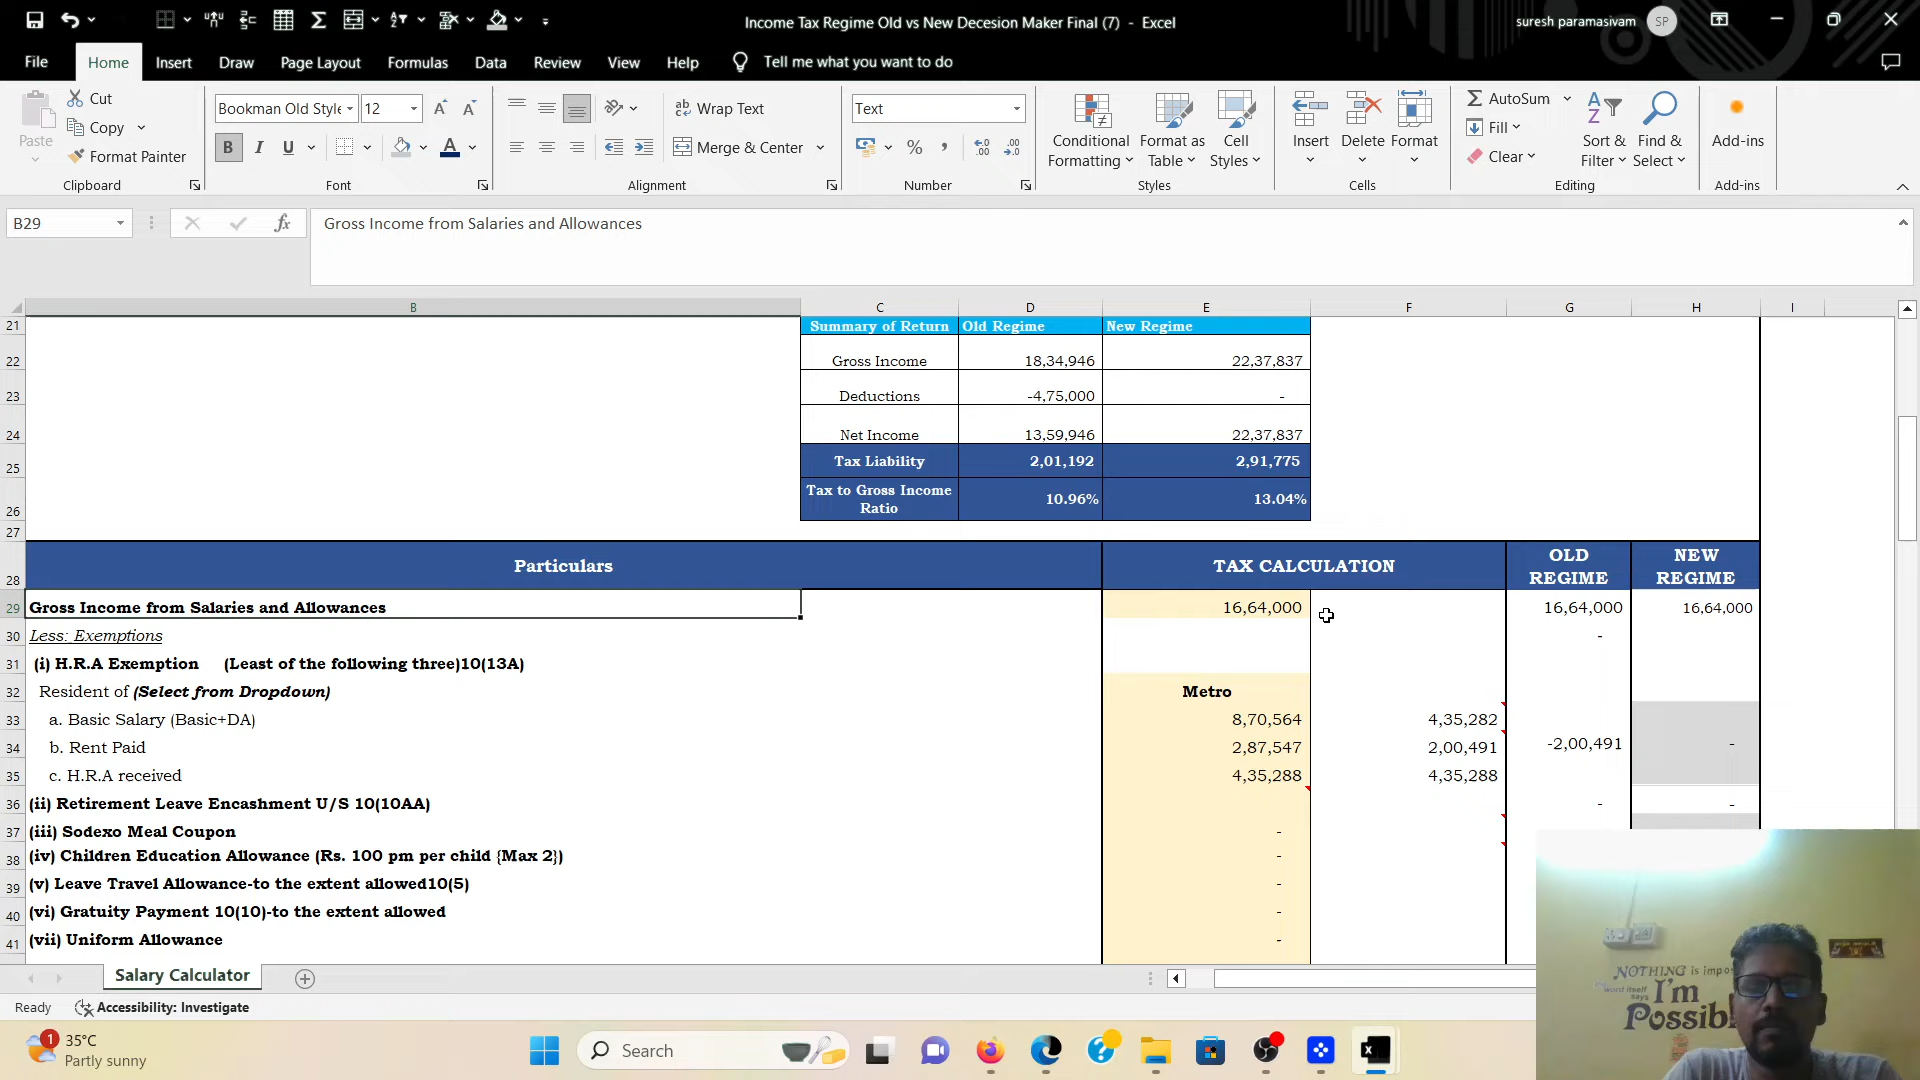 Income Tax Regime Old vs New Decesion Maker Final (7) - Excel
suresh paramasivam
SP
File Home Insert Draw Page Layout Formulas Data Review View Help Tell me what you want to do
Cut
Copy
Format Painter
Paste
Clipboard
Bookman Old Style 12
B I U
Font
Wrap Text
Merge & Center
Alignment
Text
Number
Conditional Formatting
Format as Table
Cell Styles
Styles
Insert Delete Format
Cells
AutoSum
Fill
Clear
Sort & Filter
Find & Select
Editing
Add-ins
Add-ins
B29
fx
Gross Income from Salaries and Allowances
B C D E F G H I
21 Summary of Return Old Regime New Regime
22 Gross Income 18,34,946 22,37,837
23 Deductions -4,75,000 -
24 Net Income 13,59,946 22,37,837
25 Tax Liability 2,01,192 2,91,775
26 Tax to Gross Income Ratio 10.96% 13.04%
27
28 Particulars TAX CALCULATION OLD REGIME NEW REGIME
29 Gross Income from Salaries and Allowances 16,64,000 16,64,000 16,64,000
30 Less: Exemptions -
31 (i) H.R.A Exemption (Least of the following three)10(13A)
32 Resident of (Select from Dropdown) Metro
33 a. Basic Salary (Basic+DA) 8,70,564 4,35,282
34 b. Rent Paid 2,87,547 2,00,491 -2,00,491 -
35 c. H.R.A received 4,35,288 4,35,288
36 (ii) Retirement Leave Encashment U/S 10(10AA) - -
37 (iii) Sodexo Meal Coupon -
38 (iv) Children Education Allowance (Rs. 100 pm per child {Max 2}) -
39 (v) Leave Travel Allowance-to the extent allowed10(5) -
40 (vi) Gratuity Payment 10(10)-to the extent allowed -
41 (vii) Uniform Allowance -
NOTHING is impo
word itself
says I'm
Possib
Salary Calculator
Ready Accessibility: Investigate
1
35°C
Partly sunny
Search